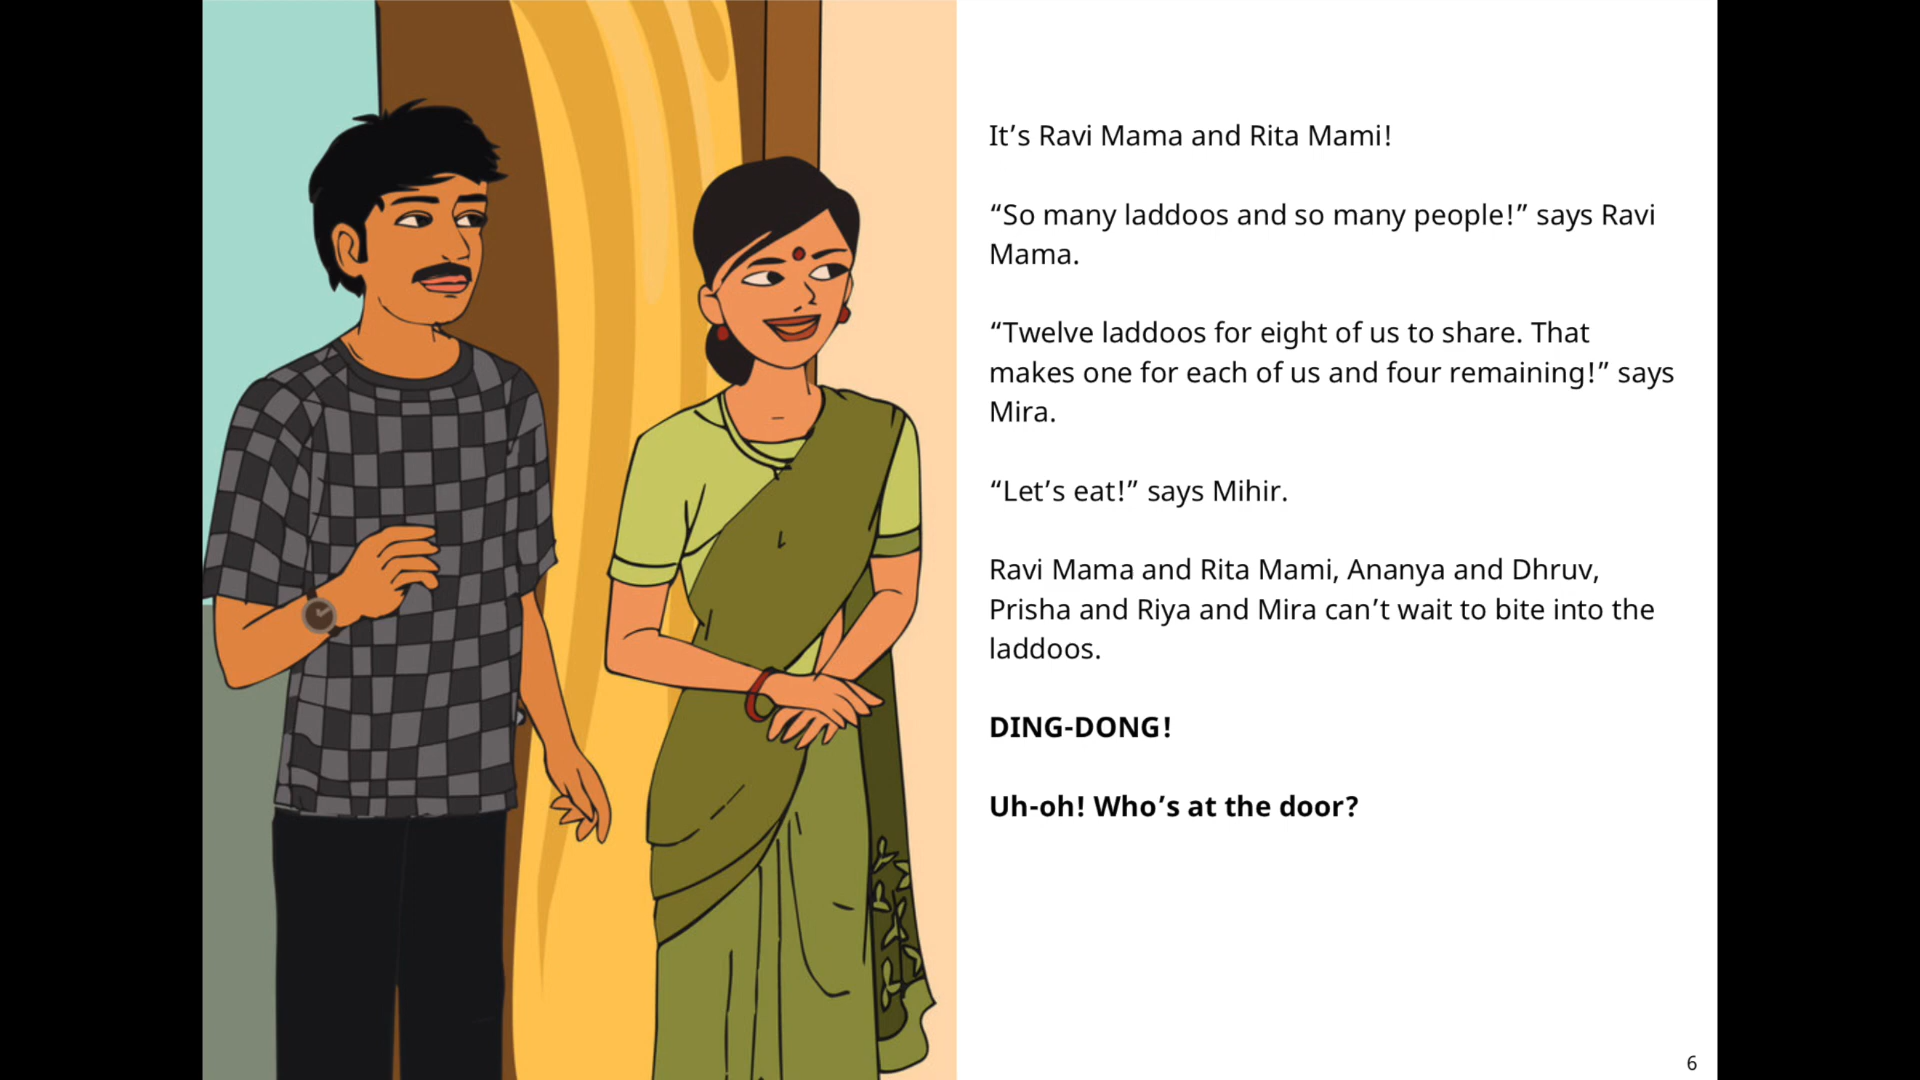 It’s Ravi Mama and Rita Mami!
“So many laddoos and so many people!” says Ravi
Mama.
“Twelve laddoos for eight of us to share. That
makes one for each of us and four remaining!” says
Mira.
“Let’s eat!” says Mihir.
Ravi Mama and Rita Mami, Ananya and Dhruv,
Prisha and Riya and Mira can’t wait to bite into the
laddoos.
DING-DONG!
Uh-oh! Who’s at the door?
6